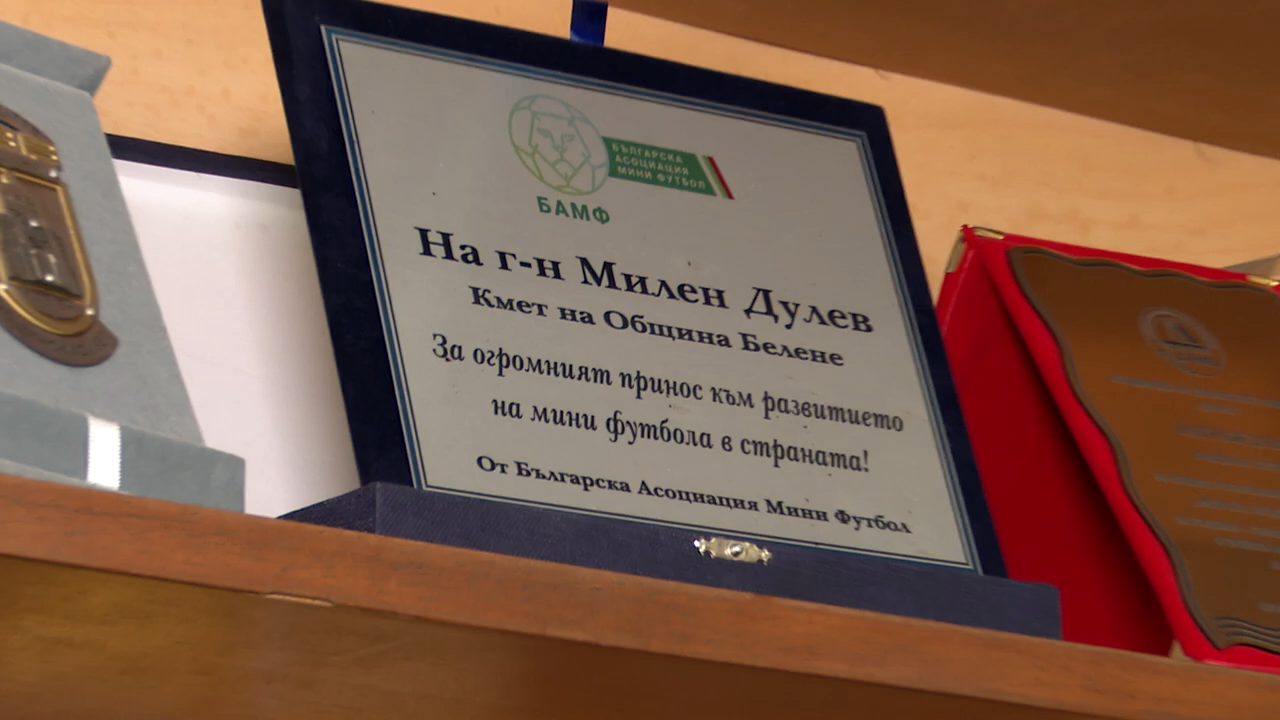 БЪЛГАРСКА
АСОЦИАЦИЯ
МИНИ ФУТБОЛ
БАМФ
На г-н Милен Дулев
Кмет на Община Белене
За огромният принос към развитието
на мини футбола в страната!
От Българска Асоциация Мини Футбол